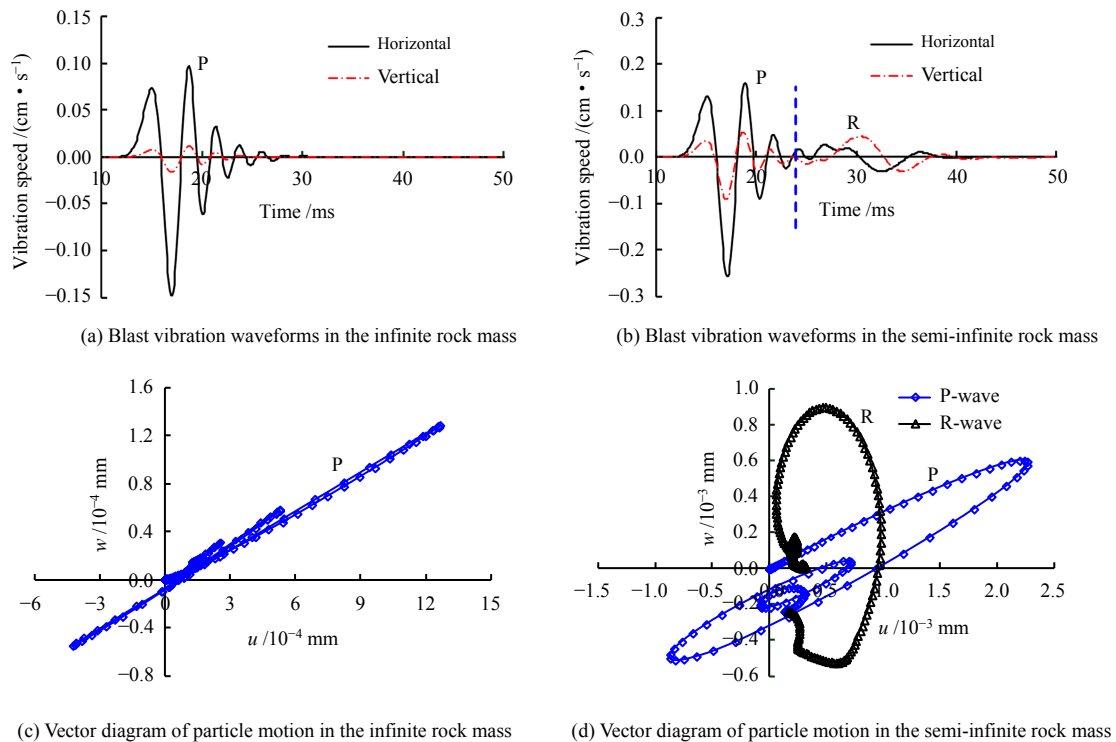 0.15
0.10
0.05
0.00
−0.05
−0.10
−0.15
10
20
30
40
50
Vibration speed /(cm • s⁻¹)
Time /ms
P
Horizontal
Vertical
(a) Blast vibration waveforms in the infinite rock mass
0.3
0.2
0.1
0.0
−0.1
−0.2
−0.3
10
20
30
40
50
Vibration speed /(cm • s⁻¹)
Time /ms
P
R
Horizontal
Vertical
(b) Blast vibration waveforms in the semi-infinite rock mass
1.6
1.2
0.8
0.4
0.0
−0.4
−0.8
−6
−3
0
3
6
9
12
15
w /10⁻⁴ mm
u /10⁻⁴ mm
P
(c) Vector diagram of particle motion in the infinite rock mass
1.0
0.8
0.6
0.4
0.2
0.0
−0.2
−0.4
−0.6
−1.5
−1.0
−0.5
0.0
0.5
1.0
1.5
2.0
2.5
w /10⁻³ mm
u /10⁻³ mm
P-wave
R-wave
R
P
(d) Vector diagram of particle motion in the semi-infinite rock mass